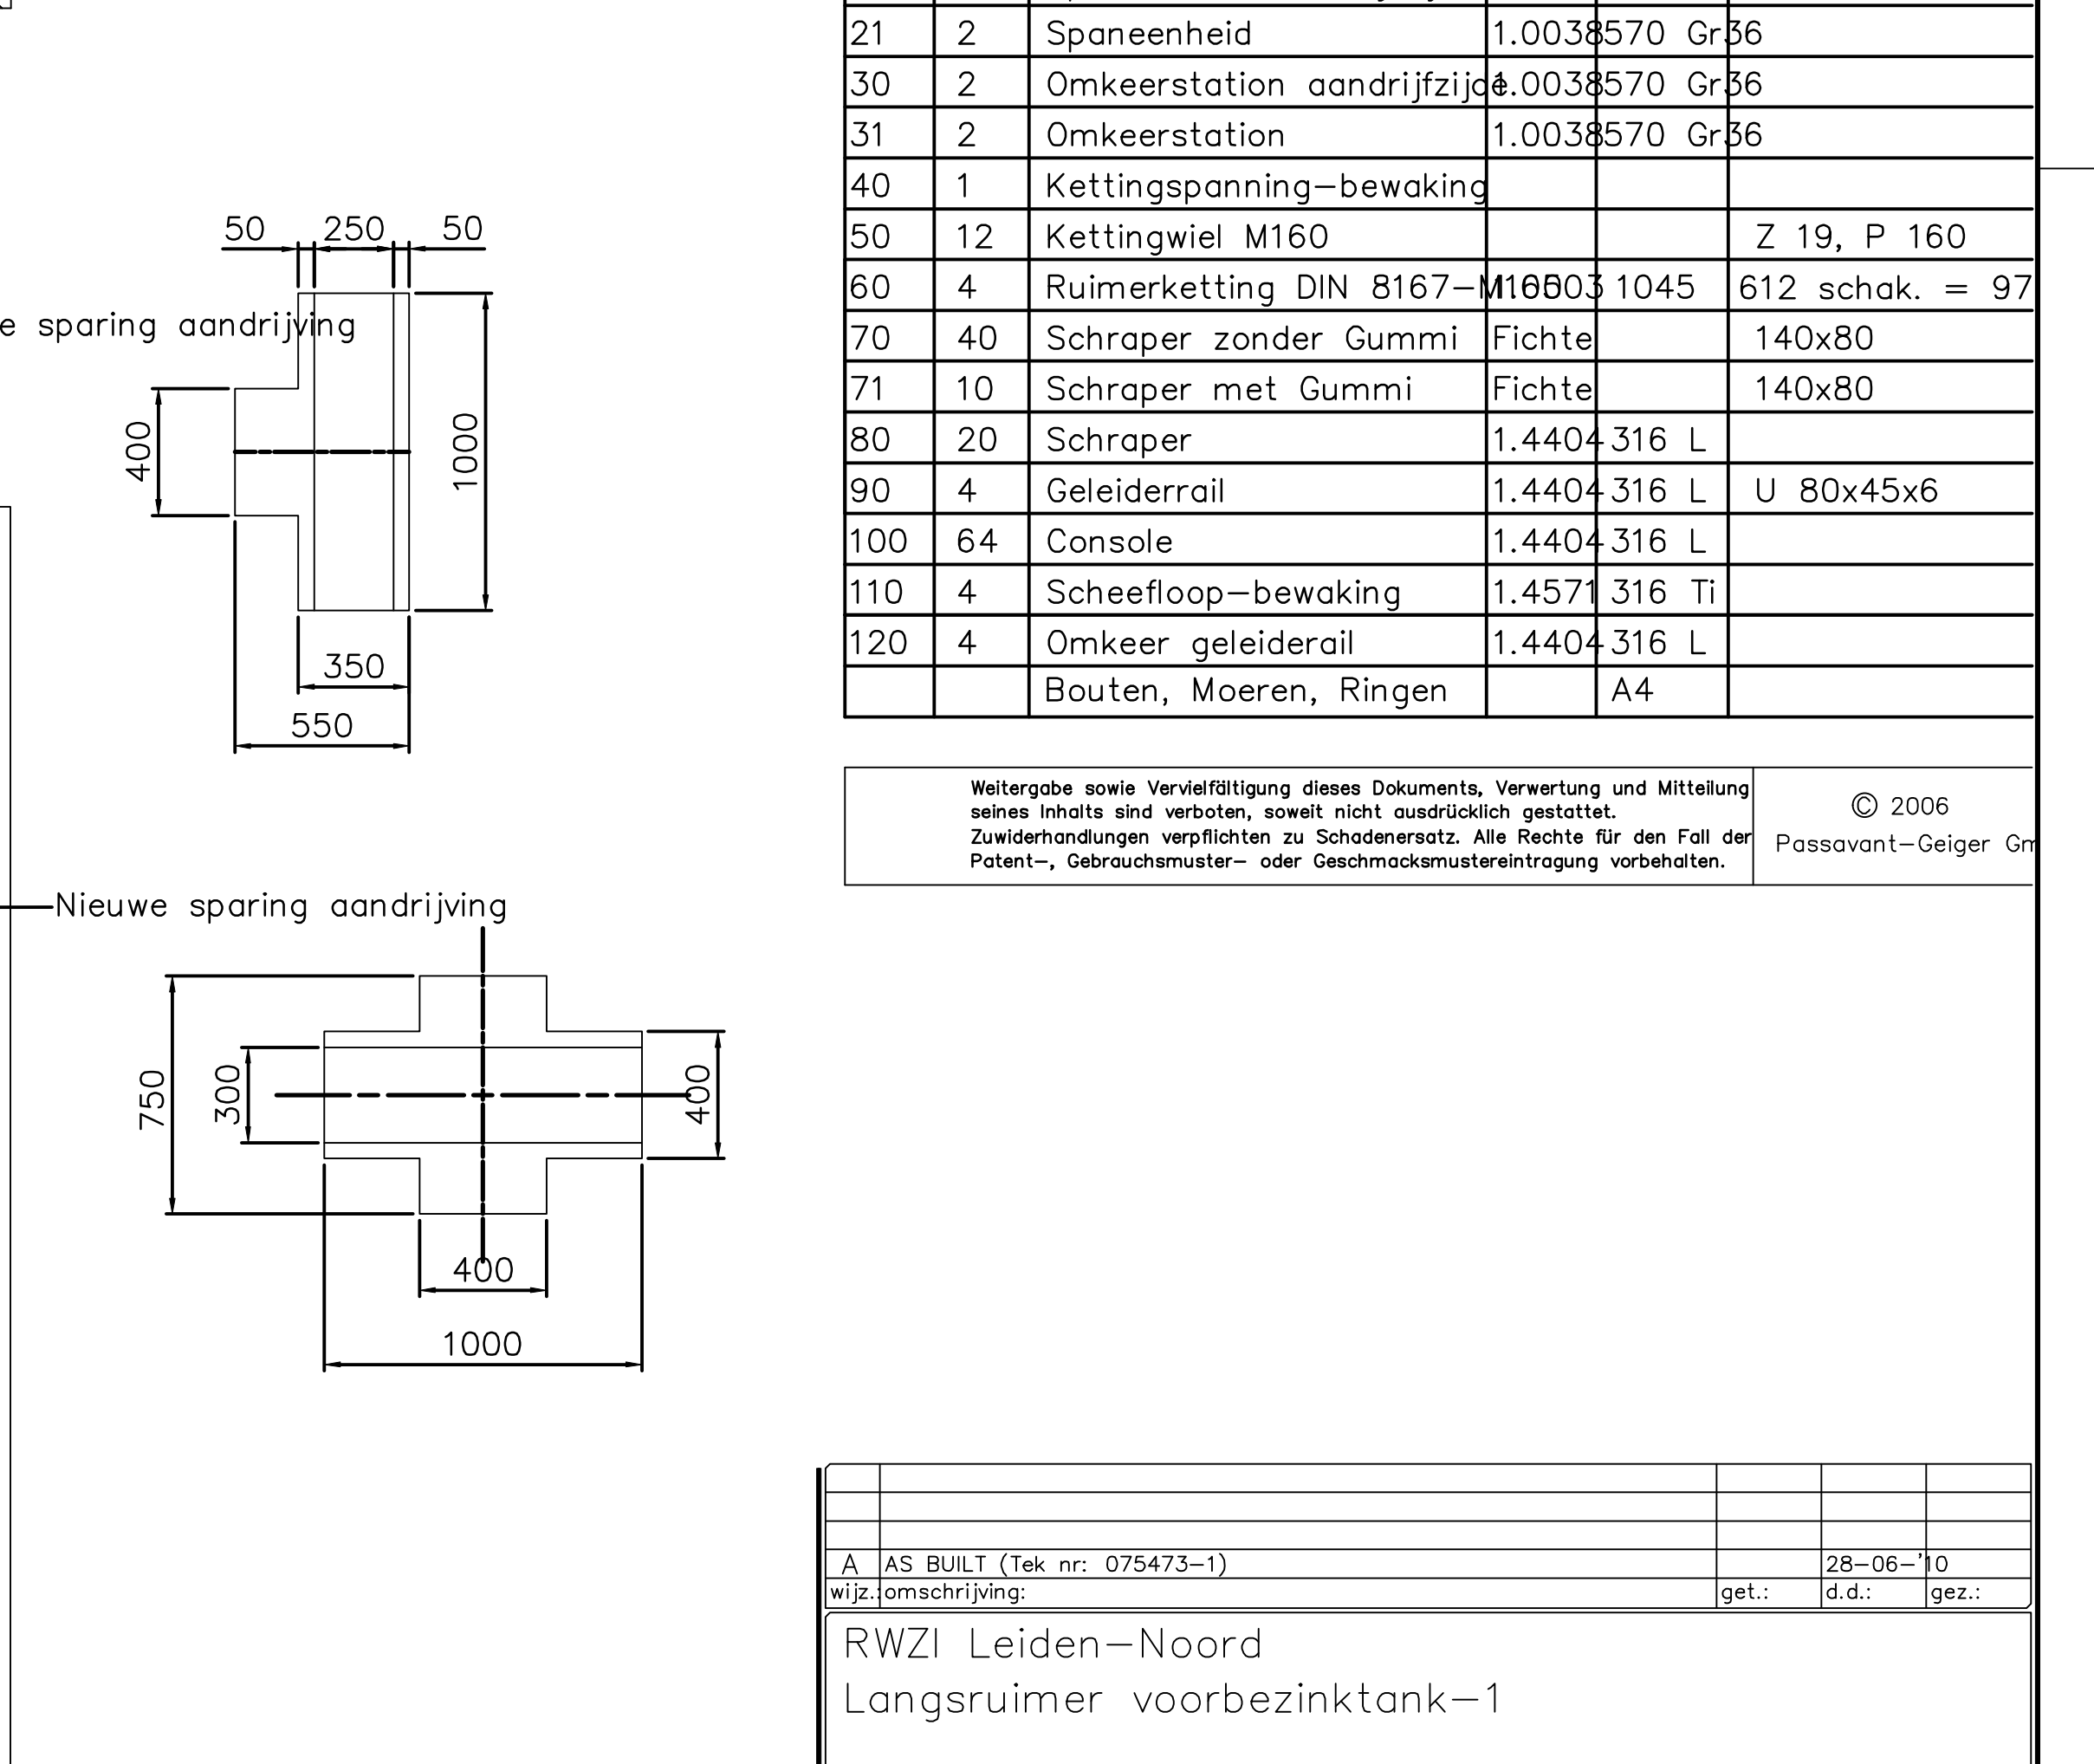 21 2 Spaneenheid 1.0038 570 Gr36
30 2 Omkeerstation aandrijfzijde 1.0038 570 Gr36
31 2 Omkeerstation 1.0038 570 Gr36
40 1 Kettingspanning-bewaking
50 12 Kettingwiel M160 Z 19, P 160
60 4 Ruimerketting DIN 8167-M160 1.0503 1045 612 schak. = 97
70 40 Schraper zonder Gummi Fichte 140x80
71 10 Schraper met Gummi Fichte 140x80
80 20 Schraper 1.4404 316 L
90 4 Geleiderrail 1.4404 316 L U 80x45x6
100 64 Console 1.4404 316 L
110 4 Scheefloop-bewaking 1.4571 316 Ti
120 4 Omkeer geleiderail 1.4404 316 L
Bouten, Moeren, Ringen A4
50 250 50
e sparing aandrijving
400
1000
350
550
Weitergabe sowie Vervielfältigung dieses Dokuments, Verwertung und Mitteilung
seines Inhalts sind verboten, soweit nicht ausdrücklich gestattet.
Zuwiderhandlungen verpflichten zu Schadenersatz. Alle Rechte für den Fall der
Patent-, Gebrauchsmuster- oder Geschmacksmustereintragung vorbehalten.
© 2006
Passavant-Geiger Gm
Nieuwe sparing aandrijving
750
300
400
400
1000
A AS BUILT (Tek nr: 075473-1) 28-06-'10
wijz.: omschrijving: get.: d.d.: gez.:
RWZI Leiden-Noord
Langsruimer voorbezinktank-1